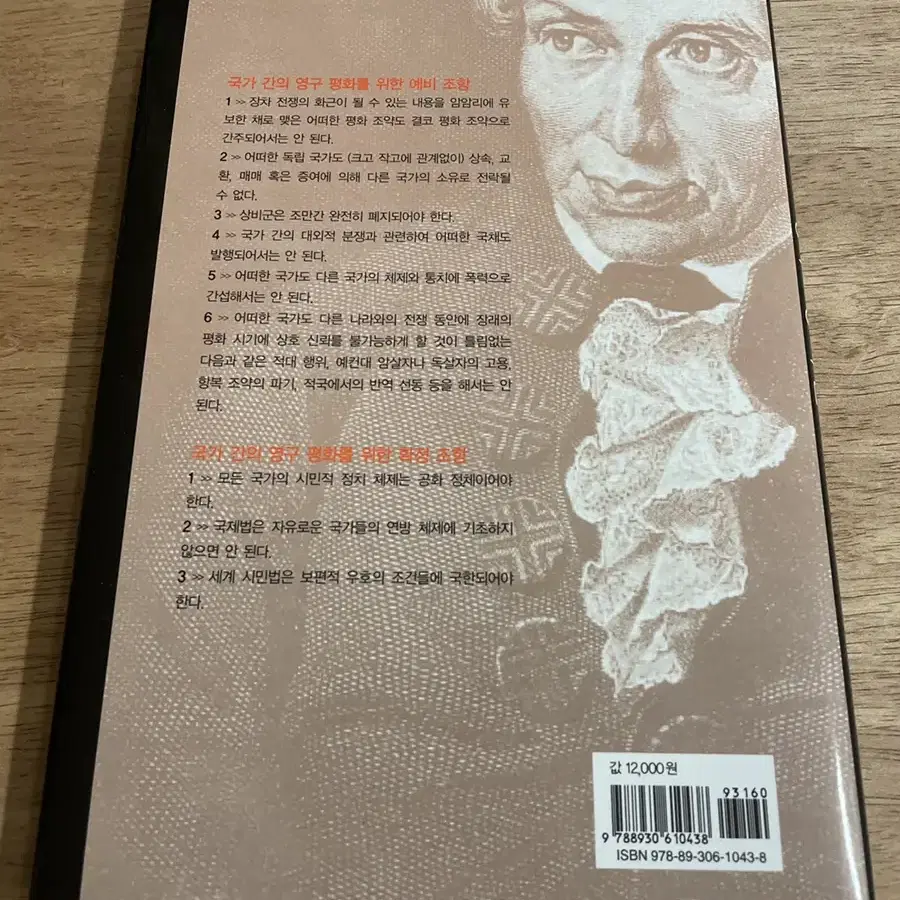 국가 간의 영구 평화를 위한 예비 조항
1 >> 장차 전쟁의 화근이 될 수 있는 내용을 암암리에 유
보한 채로 맺은 어떠한 평화 조약도 결코 평화 조약으로
간주되어서는 안 된다.
2 >> 어떠한 독립 국가도 (크고 작고에 관계없이) 상속, 교
환, 매매 혹은 증여에 의해 다른 국가의 소유로 전락될
수 없다.
3 >> 상비군은 조만간 완전히 폐지되어야 한다.
4 >> 국가 간의 대외적 분쟁과 관련하여 어떠한 국채도
발행되어서는 안 된다.
5 >> 어떠한 국가도 다른 국가의 체제와 통치에 폭력으로
간섭해서는 안 된다.
6 >> 어떠한 국가도 다른 나라와의 전쟁 동안에 장래의
평화 시기에 상호 신뢰를 불가능하게 할 것이 틀림없는
다음과 같은 적대 행위, 예컨대 암살자나 독살자의 고용,
항복 조약의 파기, 적국에서의 반역 선동 등을 해서는 안
된다.
국가 간의 영구 평화를 위한 확정 조항
1 >> 모든 국가의 시민적 정치 체제는 공화 정체이어야
한다.
2 >> 국제법은 자유로운 국가들의 연방 체제에 기초하지
않으면 안 된다.
3 >> 세계 시민법은 보편적 우호의 조건들에 국한되어야
한다.
값 12,000원
93160
9 788930 610438
ISBN 978-89-306-1043-8